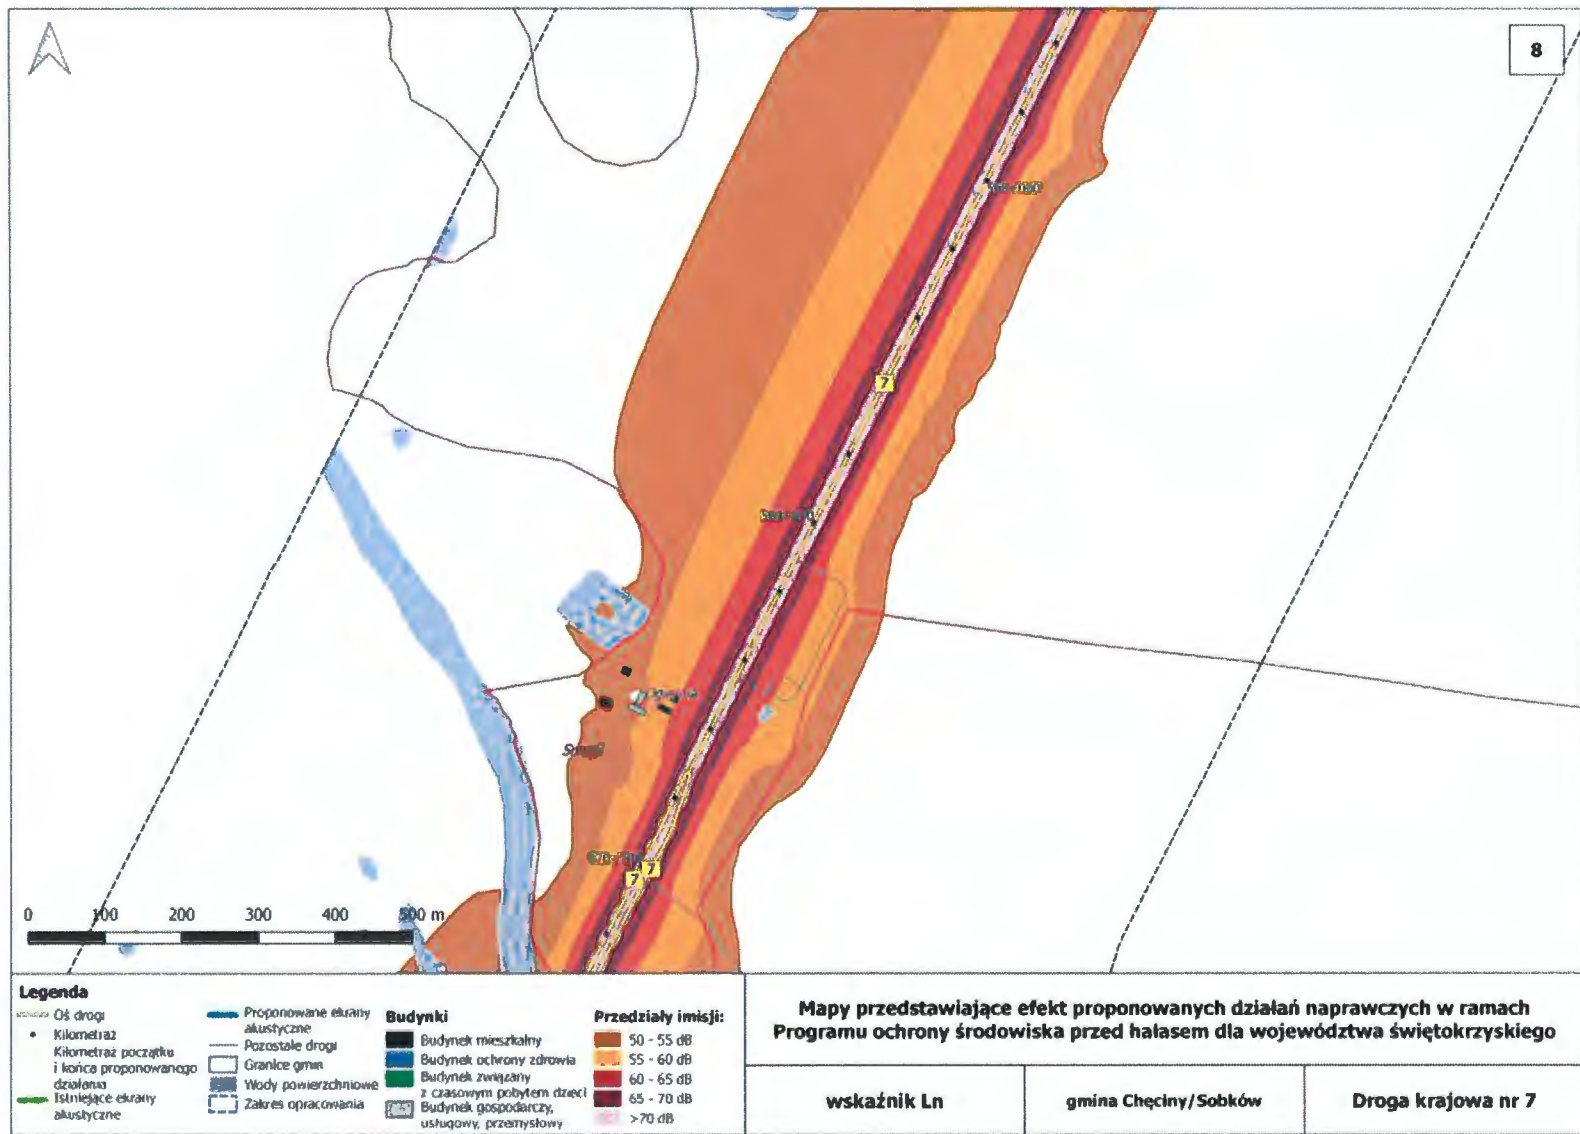 8
7
7
7
0 100 200 300 400 500 m
Legenda
Oś drogi
Kilometraż
Kilometraż początku
i końca proponowanego
działania
Istniejące ekrany
akustyczne
Proponowane ekrany
akustyczne
Pozostałe drogi
Granice gmin
Wody powierzchniowe
Zakres opracowania
Budynki
Budynek mieszkalny
Budynek ochrony zdrowia
Budynek związany
z czasowym pobytem dzieci
Budynek gospodarczy,
usługowy, przemysłowy
Przedziały imisji:
50 - 55 dB
55 - 60 dB
60 - 65 dB
65 - 70 dB
>70 dB
Mapy przedstawiające efekt proponowanych działań naprawczych w ramach
Programu ochrony środowiska przed hałasem dla województwa świętokrzyskiego
wskaźnik Ln
gmina Chęciny/Sobków
Droga krajowa nr 7